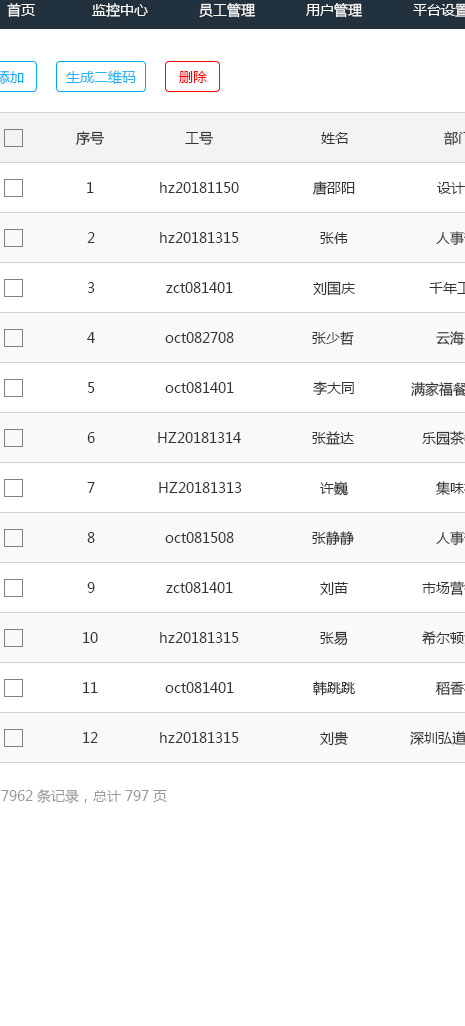 首页 监控中心 员工管理 用户管理 平台设置
添加 生成二维码 删除
序号 工号 姓名 部门
1 hz20181150 唐邵阳 设计
2 hz20181315 张伟 人事
3 zct081401 刘国庆 千年
4 oct082708 张少哲 云海
5 oct081401 李大同 满家福餐
6 HZ20181314 张益达 乐园茶
7 HZ20181313 许巍 集味
8 oct081508 张静静 人事
9 zct081401 刘苗 市场营
10 hz20181315 张易 希尔顿
11 oct081401 韩跳跳 稻香
12 hz20181315 刘贵 深圳弘道
7962 条记录，总计 797 页